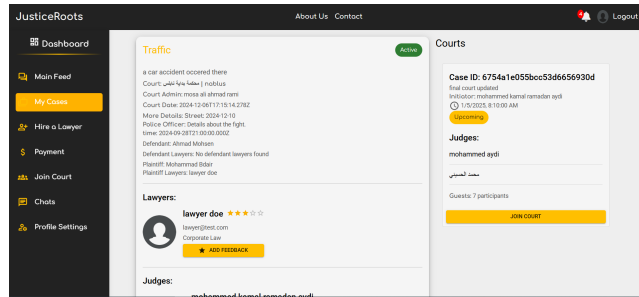 JusticeRoots
About Us Contact
4
Logout
Dashboard
Main Feed
My Cases
Hire a Lawyer
Payment
Join Court
Chats
Profile Settings
Traffic
Active
a car accident occered there
Court: محكمة بداية نابلس | nablus
Court Admin: mosa ali ahmad rami
Court Date: 2024-12-06T17:15:14.278Z
More Details: Street: 2024-12-10
Police Officer: Details about the fight.
time: 2024-09-28T21:00:00.000Z
Defendant: Ahmad Mohsen
Defendant Lawyers: No defendant lawyers found
Plaintiff: Mohammad Bdair
Plaintiff Lawyers: lawyer doe
Lawyers:
lawyer doe ★★★☆☆
lawyer@test.com
Corporate Law
★ ADD FEEDBACK
Judges:
mohammed kamal ramadan aydi
Courts
Case ID: 6754a1e055bcc53d6656930d
final court updated
Initiator: mohammed kamal ramadan aydi
1/5/2025, 8:10:00 AM
Upcoming
Judges:
mohammed aydi
محمد الحسيني
Guests: 7 participants
JOIN COURT